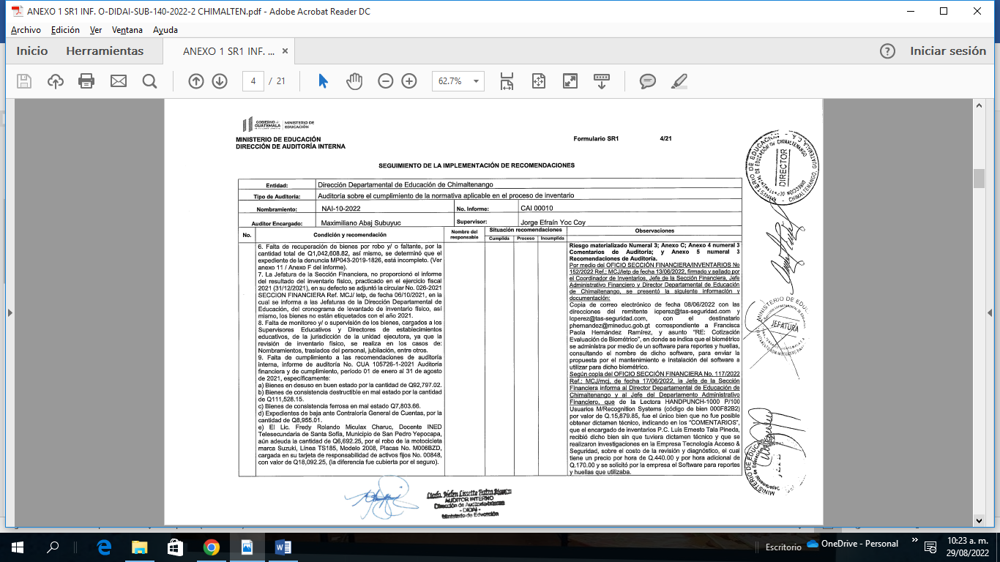 ANEXO 1 SR1 INF. O-DIDAI-SUB-140-2022-2 CHIMALTEN.pdf - Adobe Acrobat Reader DC
Archivo Edición Ver Ventana Ayuda
Inicio Herramientas ANEXO 1 SR1 INF. ... × Iniciar sesión
4 / 21 62.7%
GOBIERNO de GUATEMALA MINISTERIO DE EDUCACIÓN
MINISTERIO DE EDUCACIÓN Formulario SR1 4/21
DIRECCIÓN DE AUDITORÍA INTERNA
SEGUIMIENTO DE LA IMPLEMENTACIÓN DE RECOMENDACIONES
Entidad: Dirección Departamental de Educación de Chimaltenango
Tipo de Auditoría: Auditoría sobre el cumplimiento de la normativa aplicable en el proceso de inventario
Nombramiento: NAI-10-2022 No. Informe: CAI 00010
Auditor Encargado: Maximiliano Abaj Subuyuc Supervisor: Jorge Efraín Yoc Coy
No. Condición y recomendación Nombre del responsable Situación recomendaciones Observaciones
Cumplida Proceso Incumplida
6. Falta de recuperación de bienes por robo y/ o faltante, por la
cantidad total de Q1,042,608.82, así mismo, se determinó que el
expediente de la denuncia MP043-2019-1826, está incompleto. (Ver
anexo 11 / Anexo F del informe).
7. La Jefatura de la Sección Financiera, no proporcionó el informe
del resultado del inventario físico, practicado en el ejercicio fiscal
2021 (31/12/2021), en su defecto se adjuntó la circular No. 026-2021
SECCION FINANCIERA Ref. MCJ/ letp, de fecha 06/10/2021, en la
cual se informa a las Jefaturas de la Dirección Departamental de
Educación, del cronograma de levantado de inventario físico, así
mismo, los bienes no están etiquetados con el año 2021.
8. Falta de monitoreo y/ o supervisión de los bienes, cargados a los
Supervisores Educativos y Directores de establecimientos
educativos, de la jurisdicción de la unidad ejecutora, ya que la
revisión de inventario físico, se realiza en los casos de:
Nombramientos, traslados del personal, jubilación, entre otros.
9. Falta de cumplimiento a las recomendaciones de auditoría
interna, informe de auditoría No. CUA 105726-1-2021 Auditoría
financiera y de cumplimiento, período 01 de enero al 31 de agosto
de 2021, específicamente:
a) Bienes en desuso en buen estado por la cantidad de Q92,797.02.
b) Bienes de consistencia destructible en mal estado por la cantidad
de Q111,528.15.
c) Bienes de consistencia ferrosa en mal estado Q7,803.66.
d) Expedientes de baja ante Contraloría General de Cuentas, por la
cantidad de Q8,955.01.
e) El Lic. Fredy Rolando Miculax Charuc, Docente INED
Telesecundaria de Santa Sofía, Municipio de San Pedro Yepocapa,
aún adeuda la cantidad de Q6,692.25, por el robo de la motocicleta
marca Suzuki, Línea TS185, Modelo 2008, Placas No. M006BZD,
cargada en su tarjeta de responsabilidad de activos fijos No. 00848,
con valor de Q18,092.25, (la diferencia fue cubierta por el seguro).
Riesgo materializado Numeral 3; Anexo C; Anexo 4 numeral 3
Comentarios de Auditoría; y Anexo 5 numeral 3
Recomendaciones de Auditoría.
Por medio del OFICIO SECCIÓN FINANCIERA/INVENTARIOS No
152/2022 Ref.: MCJ/letp de fecha 13/06/2022, firmado y sellado por
el Coordinador de Inventarios, Jefe de la Sección Financiera, Jefe
Administrativo Financiero y Director Departamental de Educación
de Chimaltenango, se presentó la siguiente información y
documentación:
Copia de correo electrónico de fecha 08/06/2022 con las
direcciones del remitente icperez@tas-seguridad.com y
lcperez@tas-seguridad.com, con el destinatario
phernandez@mineduc.gob.gt correspondiente a Francisca
Paola Hernández Ramírez, y asunto "RE: Cotización
Evaluación de Biométrico", en donde se indica que el biométrico
se administra por medio de un software para reportes y huellas,
consultando el nombre de dicho software, para enviar la
propuesta por el mantenimiento e instalación del software a
utilizar para dicho biométrico.
Según copia del OFICIO SECCIÓN FINANCIERA No. 117/2022
Ref.: MCJ/mcj, de fecha 17/06/2022, la Jefe de la Sección
Financiera informa al Director Departamental de Educación de
Chimaltenango y al Jefe del Departamento Administrativo
Financiero, que de la Lectora HANDPUNCH-1000 P/100
Usuarios M/Recognition Systems (código de bien 000F82B2)
por valor de Q.15,879.85, fue el único bien que no fue posible
obtener dictamen técnico, indicando en los "COMENTARIOS",
que el encargado de inventarios P.C. Luis Ernesto Tala Pineda,
recibió dicho bien sin que tuviera dictamen técnico y que se
realizaron investigaciones en la Empresa Tecnología Acceso &
Seguridad, sobre el costo de la revisión y diagnóstico, el cual
tiene un precio por hora de Q.440.00 y por hora adicional de
Q.170.00 y se solicitó por la empresa el Software para reportes
y huellas que utilizaba.
DIRECTOR
JEFATURA
AUDITOR INTERNO
Dirección de Auditoría Interna
- DIDAI -
Ministerio de Educación
Escritorio OneDrive - Personal 10:23 a. m.
29/08/2022